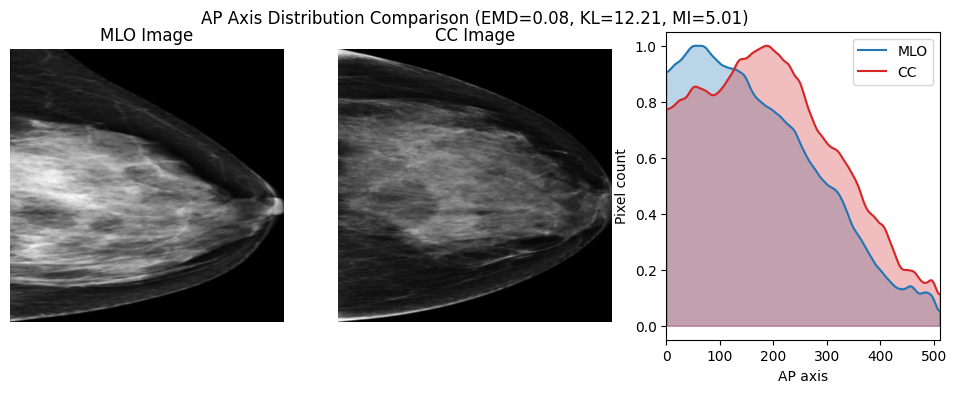 AP Axis Distribution Comparison (EMD=0.08, KL=12.21, MI=5.01)
MLO Image
CC Image
MLO
CC
Pixel count
1.0
0.8
0.6
0.4
0.2
0.0
0 100 200 300 400 500
AP axis